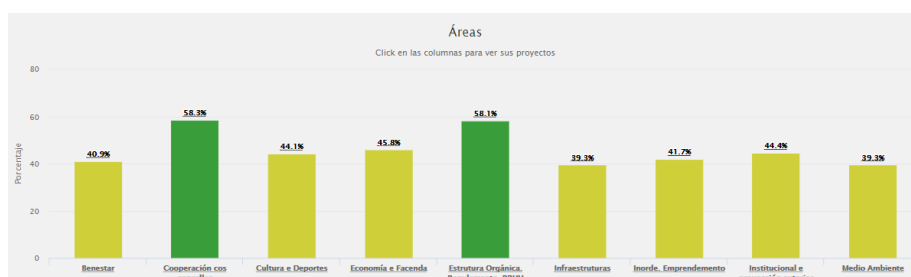 Áreas
Click en las columnas para ver sus proyectos
80
60
40
20
0
Porcentaje
40.9%
58.3%
44.1%
45.8%
58.1%
39.3%
41.7%
44.4%
39.3%
Benestar
Cooperación cos
Cultura e Deportes
Economía e Facenda
Estrutura Orgánica,
Infraestruturas
Inorde, Emprendemento
Institucional e
Medio Ambiente